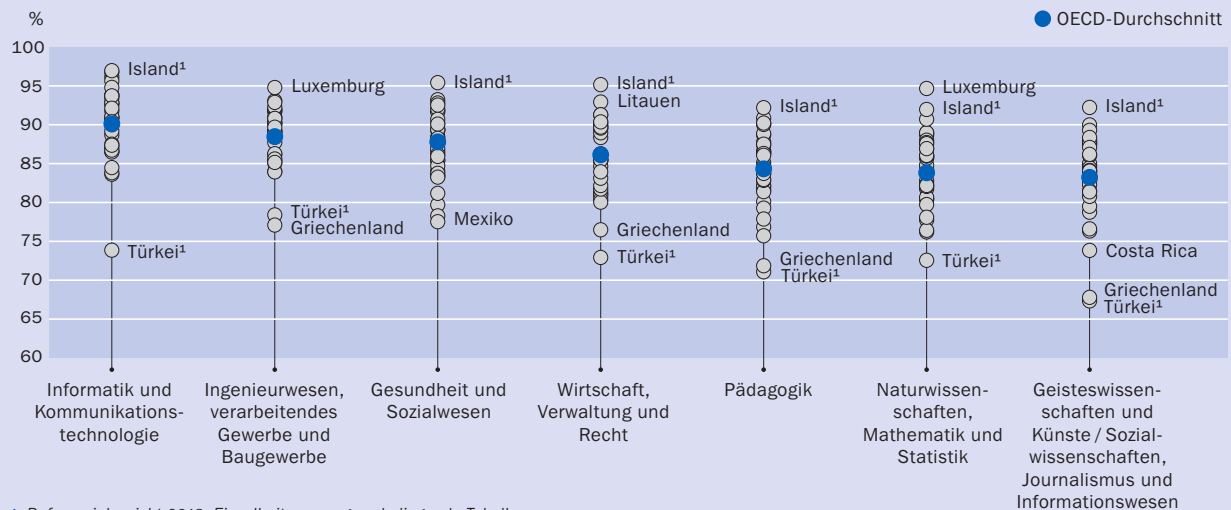 %
OECD-Durchschnitt
100
95
90
85
80
75
70
65
60
Island¹
Türkei¹
Luxemburg
Türkei¹
Griechenland
Island¹
Mexiko
Island¹
Litauen
Griechenland
Türkei¹
Island¹
Griechenland
Türkei¹
Luxemburg
Island¹
Türkei¹
Island¹
Costa Rica
Griechenland
Türkei¹
Informatik und
Kommunikations-
technologie
Ingenieurwesen,
verarbeitendes
Gewerbe und
Baugewerbe
Gesundheit und
Sozialwesen
Wirtschaft,
Verwaltung und
Recht
Pädagogik
Naturwissen-
schaften,
Mathematik und
Statistik
Geisteswissen-
schaften und
Künste / Sozial-
wissenschaften,
Journalismus und
Informationswesen